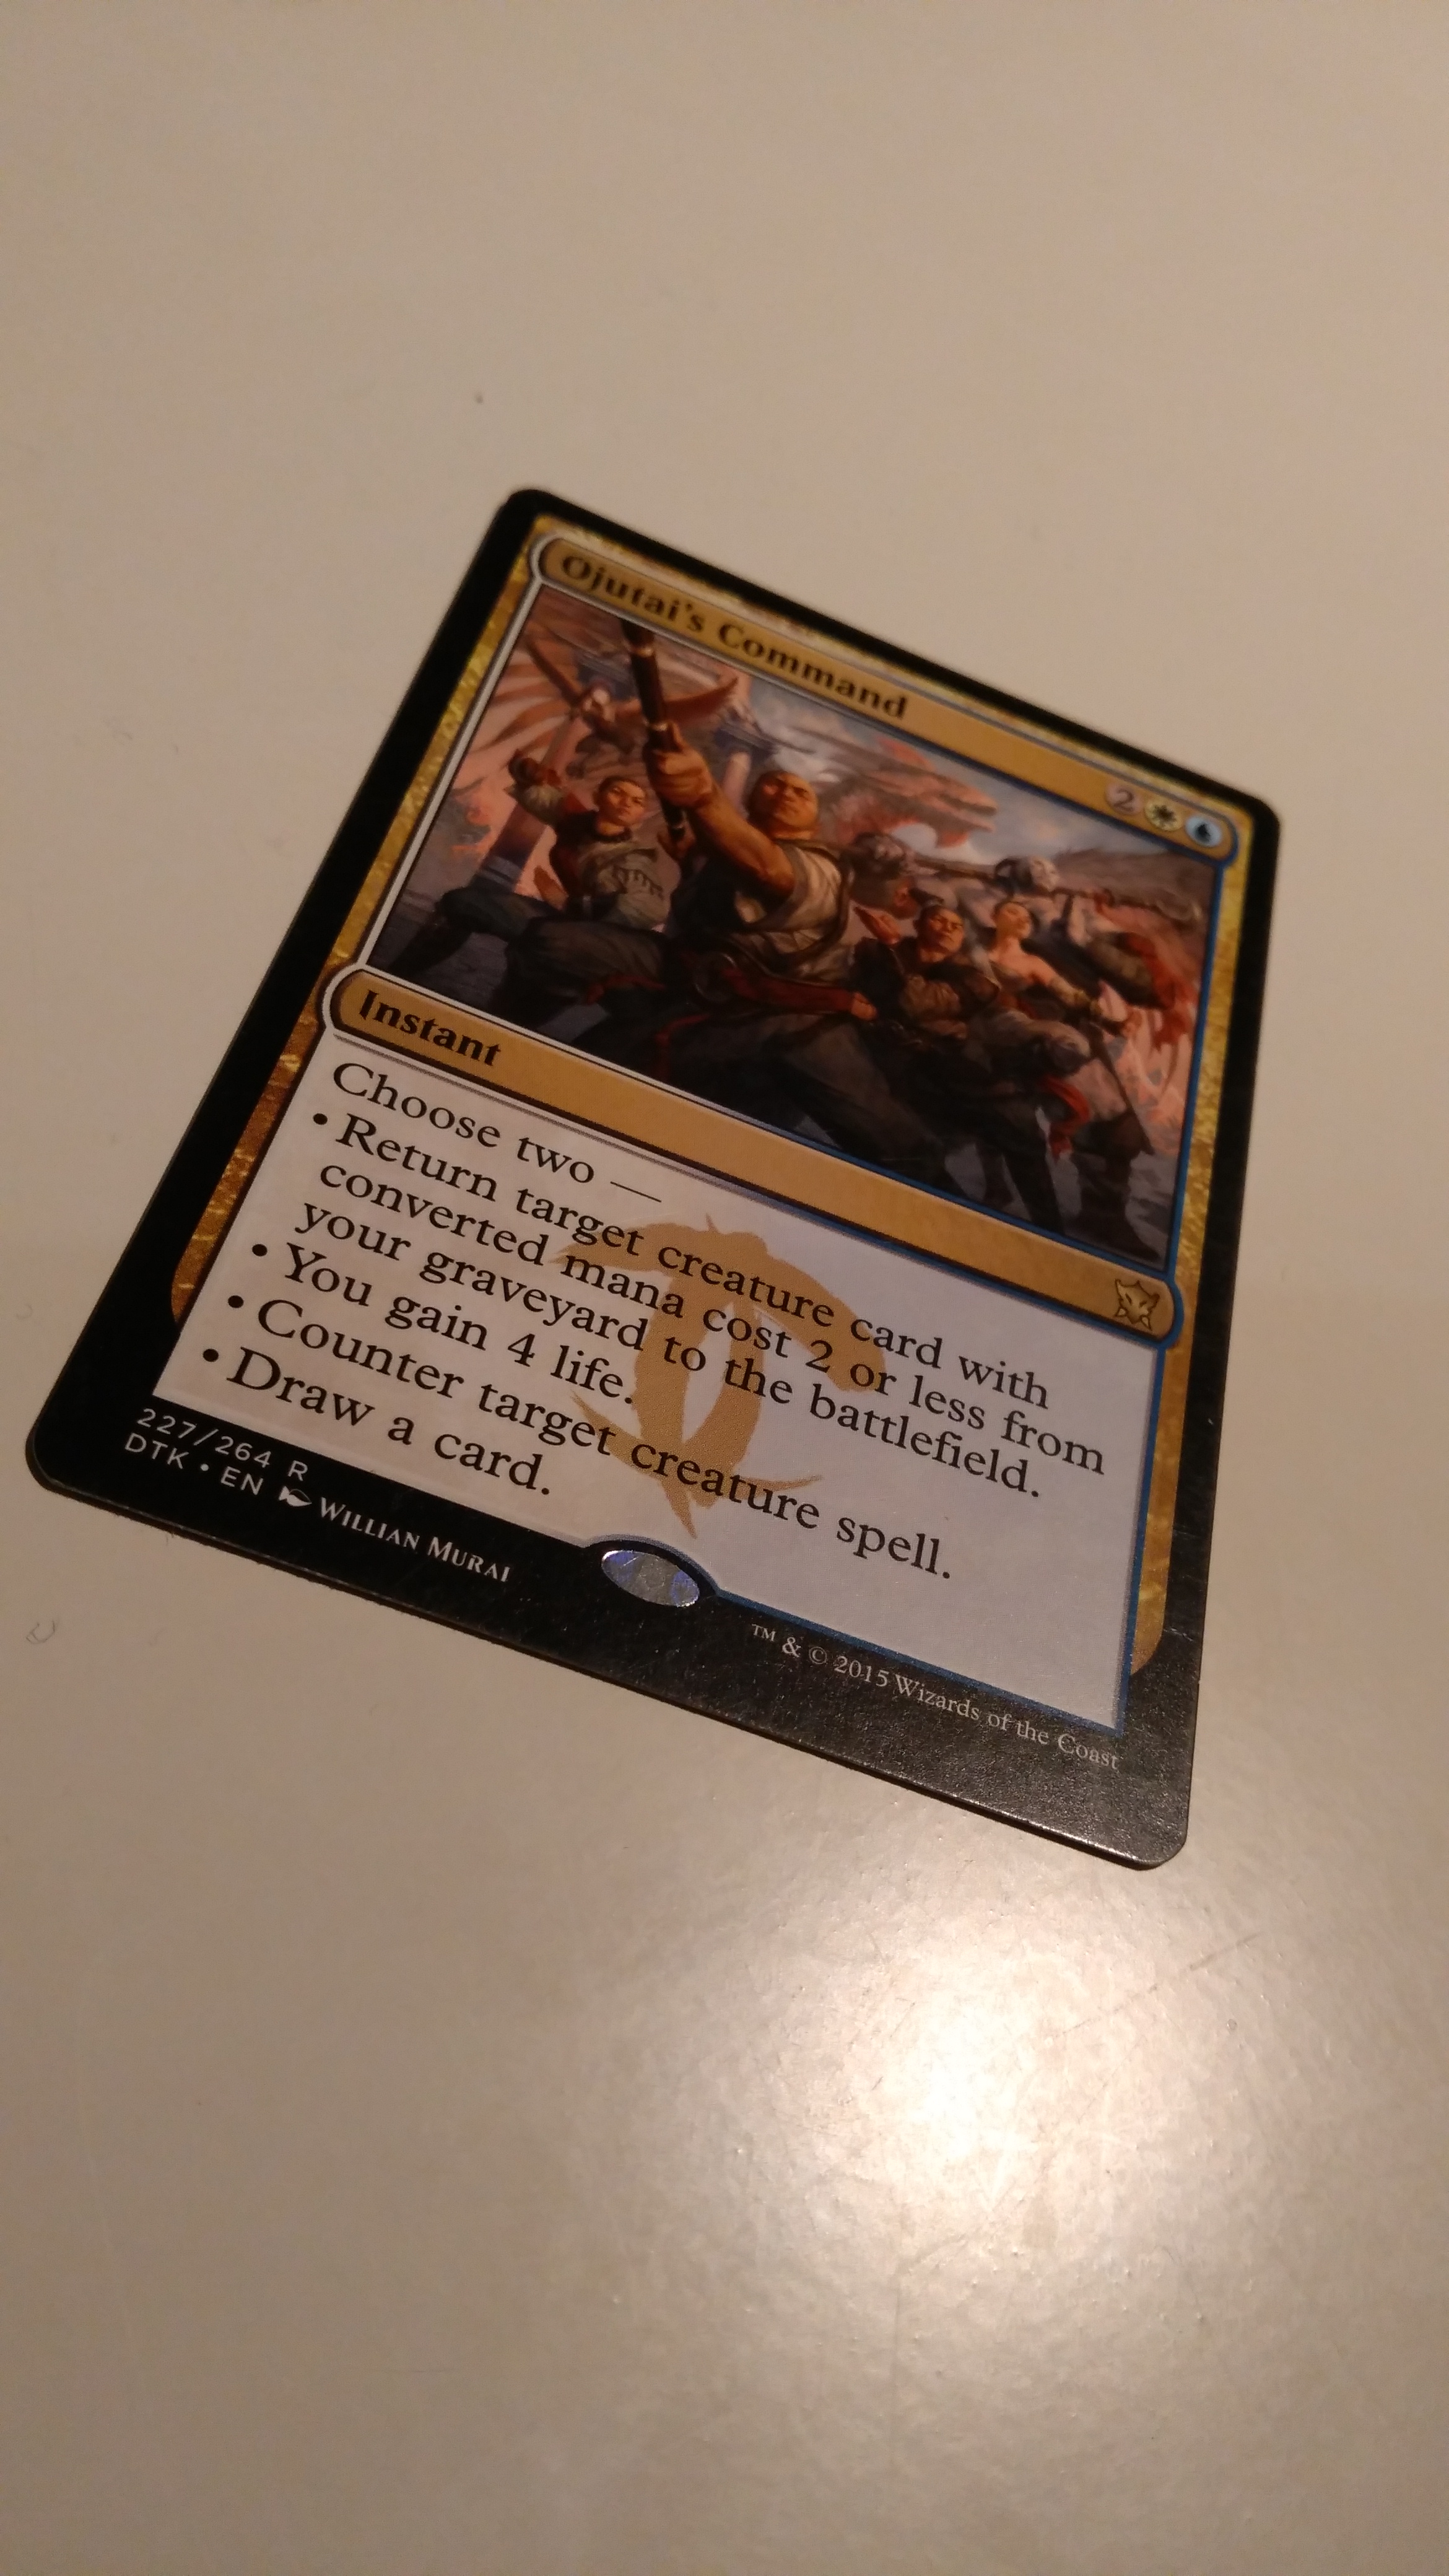 Ojutai's Command
2
Instant
Choose two —
• Return target creature card with
converted mana cost 2 or less from
your graveyard to the battlefield.
• You gain 4 life.
• Counter target creature spell.
• Draw a card.
227/264 R
DTK • EN WILLIAN MURAI
™ & © 2015 Wizards of the Coast